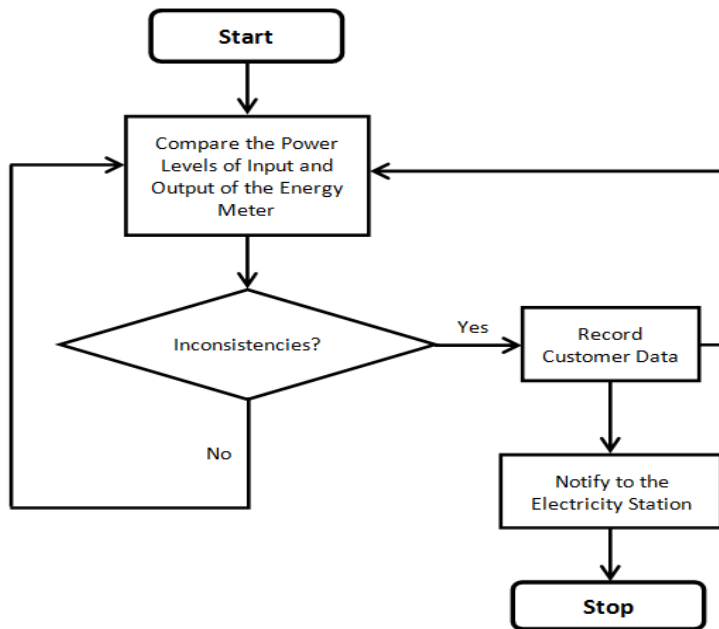 Start
Compare the Power
Levels of Input and
Output of the Energy
Meter
Inconsistencies?
Yes
Record
Customer Data
No
Notify to the
Electricity Station
Stop